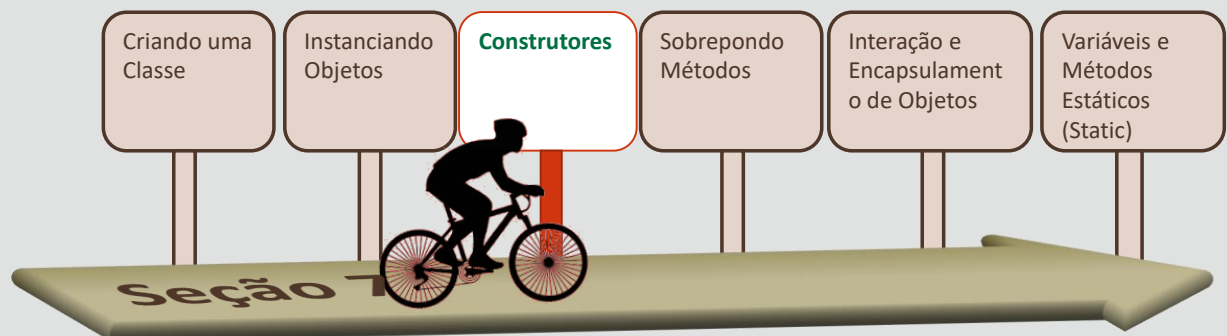 Criando uma
Classe
Instanciando
Objetos
Construtores
Sobrepondo
Métodos
Interação e
Encapsulament
o de Objetos
Variáveis e
Métodos
Estáticos
(Static)
Seção 7